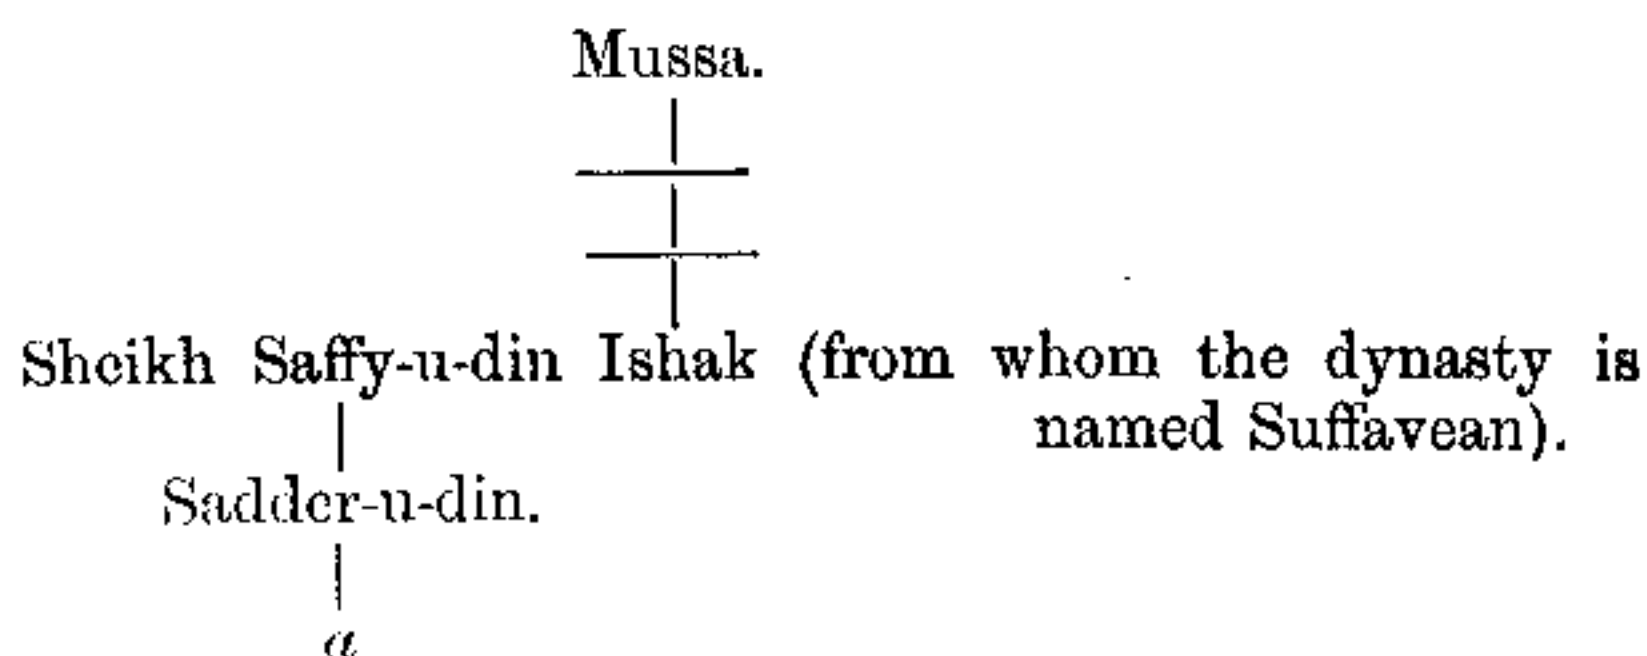 Mussa.
Sheikh Saffy-u-din Ishak (from whom the dynasty is
named Suffavean).
Sadder-u-din.
a